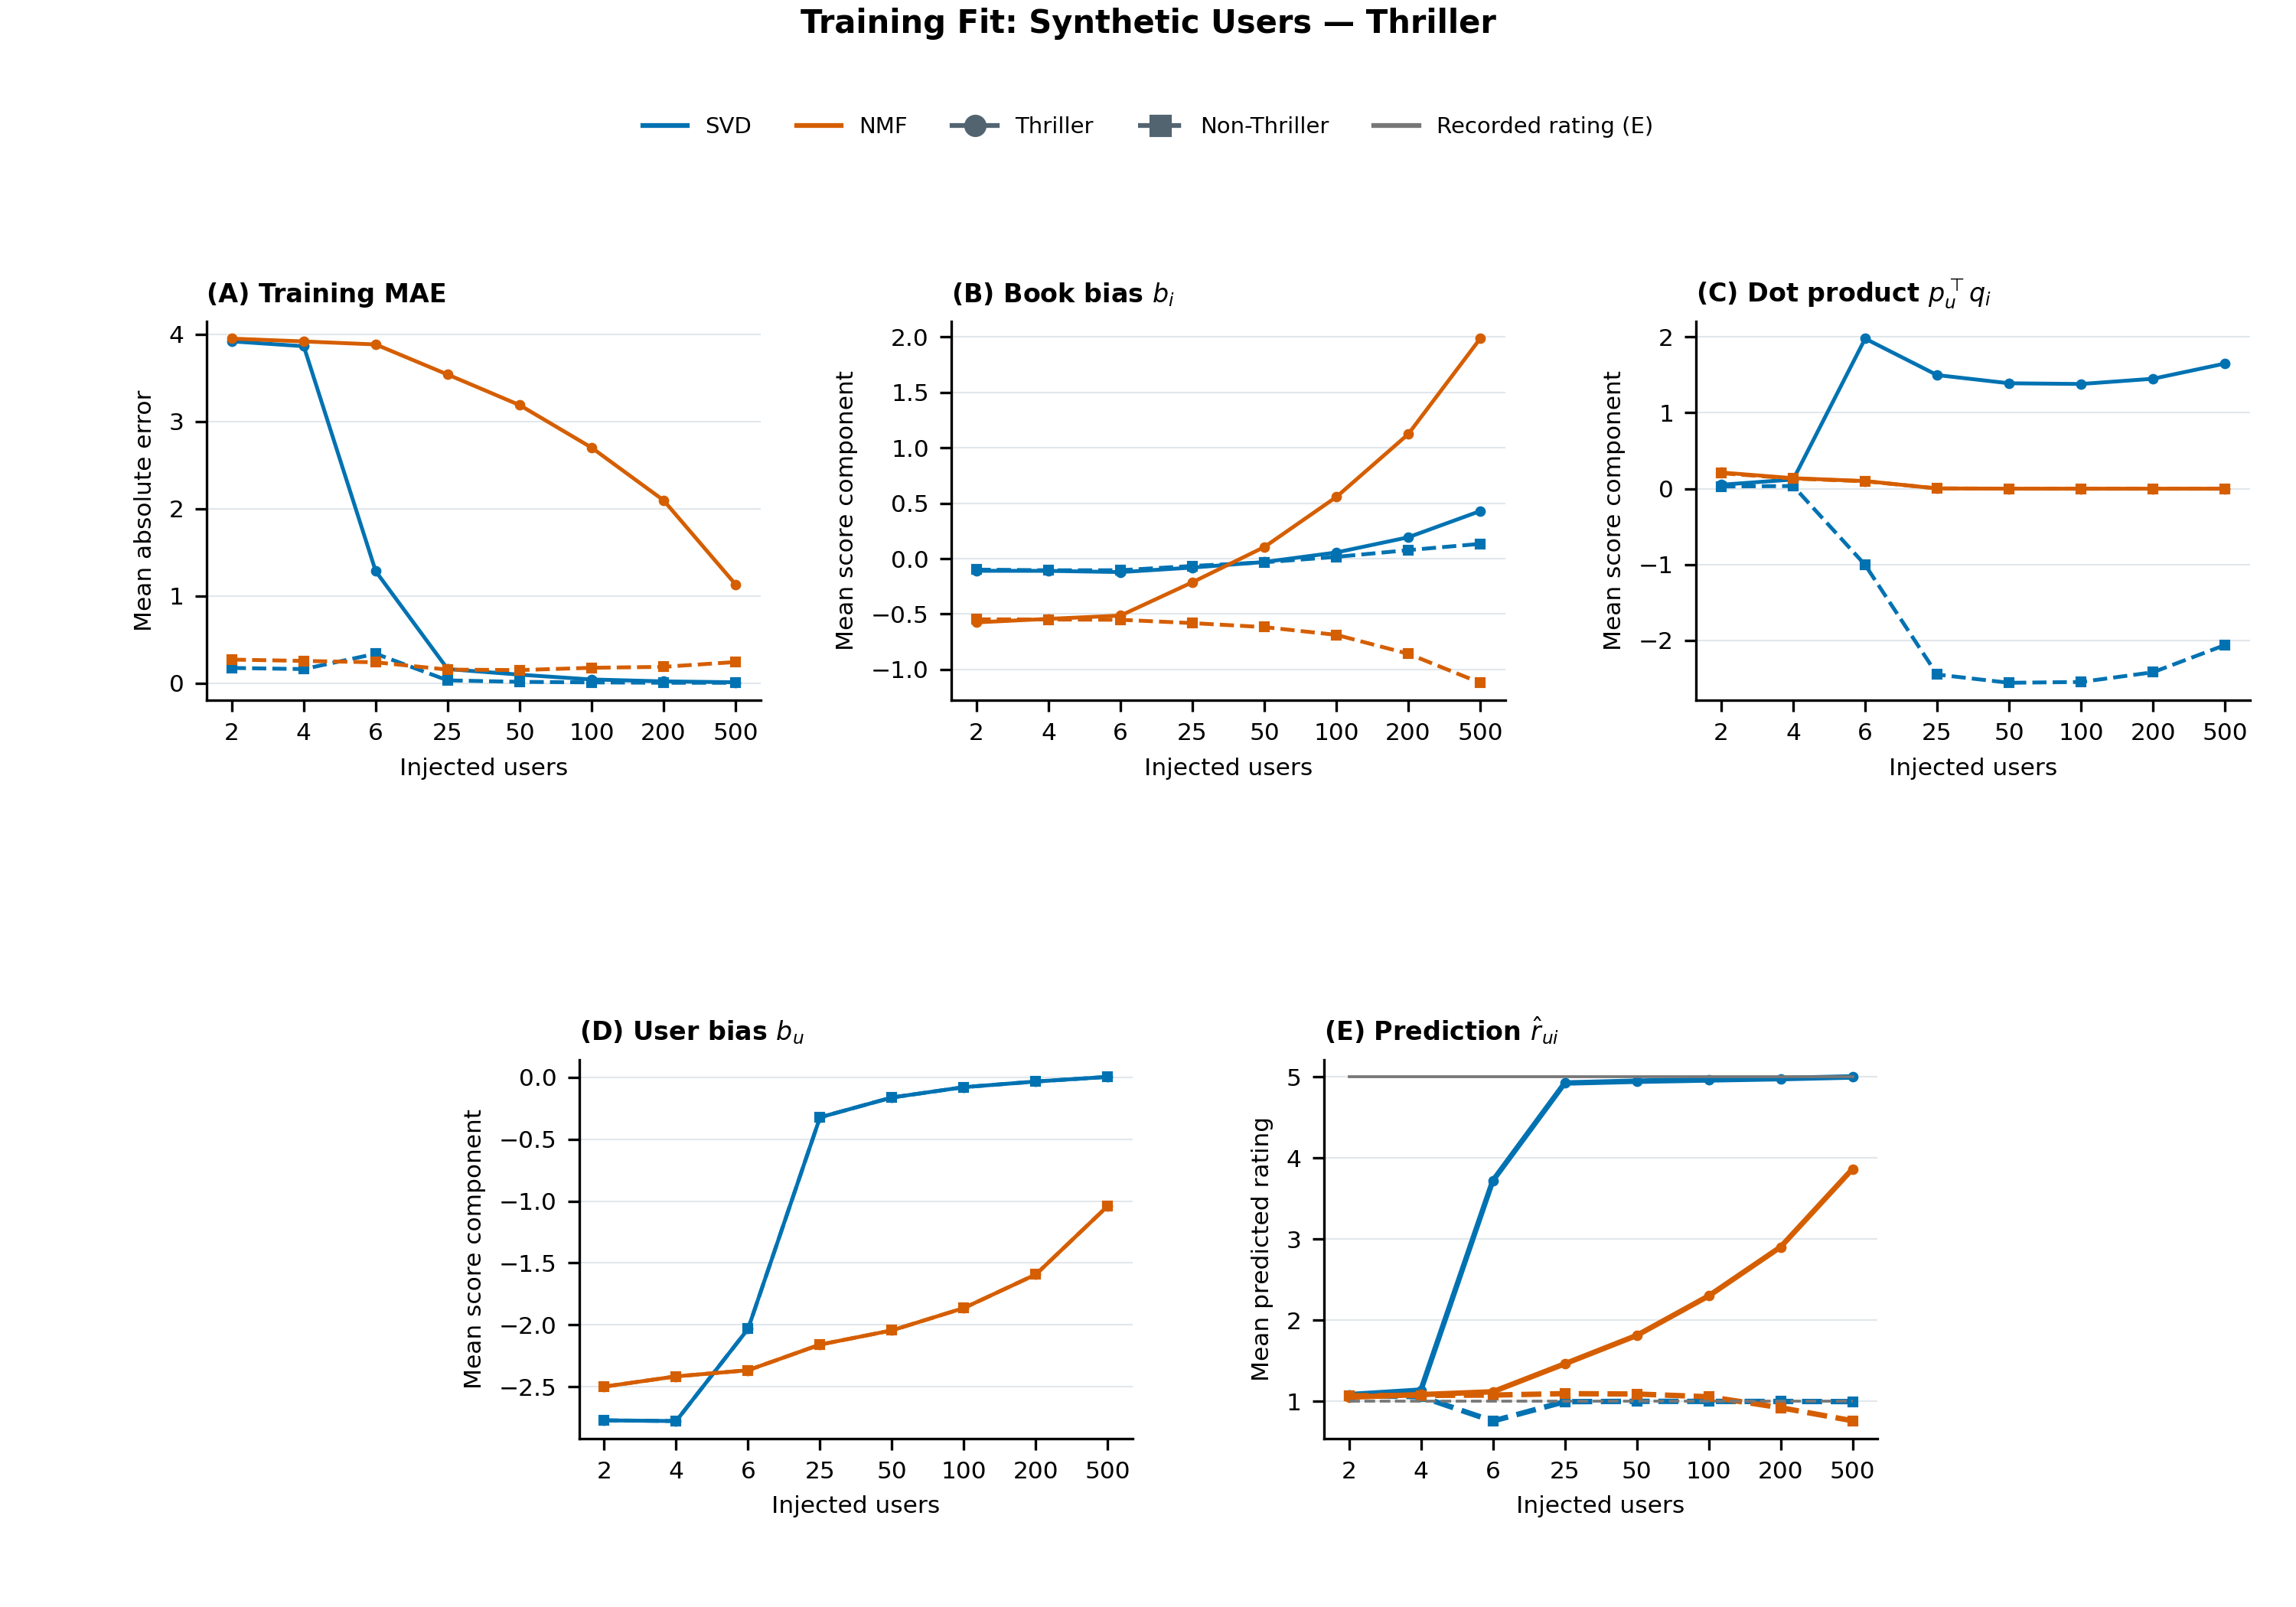 Training Fit: Synthetic Users — Thriller
SVD NMF Thriller Non-Thriller Recorded rating (E)
(A) Training MAE
Mean absolute error
4
3
2
1
0
2 4 6 25 50 100 200 500
Injected users
(B) Book bias b_i
Mean score component
2.0
1.5
1.0
0.5
0.0
−0.5
−1.0
2 4 6 25 50 100 200 500
Injected users
(C) Dot product p_u^⊤ q_i
Mean score component
2
1
0
−1
−2
2 4 6 25 50 100 200 500
Injected users
(D) User bias b_u
Mean score component
0.0
−0.5
−1.0
−1.5
−2.0
−2.5
2 4 6 25 50 100 200 500
Injected users
(E) Prediction r̂_ui
Mean predicted rating
5
4
3
2
1
2 4 6 25 50 100 200 500
Injected users